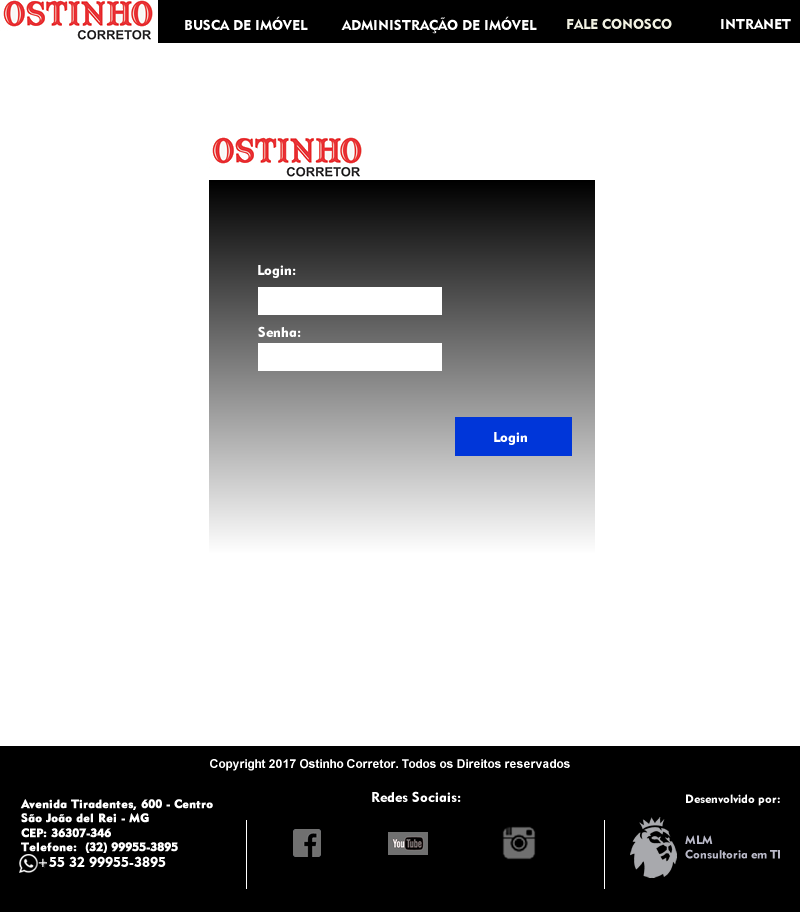 OSTINHO
CORRETOR
BUSCA DE IMÓVEL
ADMINISTRAÇÃO DE IMÓVEL
FALE CONOSCO
INTRANET
OSTINHO
CORRETOR
Login:
Senha:
Login
Copyright 2017 Ostinho Corretor. Todos os Direitos reservados
Avenida Tiradentes, 600 - Centro
São João del Rei - MG
CEP: 36307-346
Telefone: (32) 99955-3895
+55 32 99955-3895
Redes Sociais:
You Tube
Desenvolvido por:
MLM
Consultoria em TI